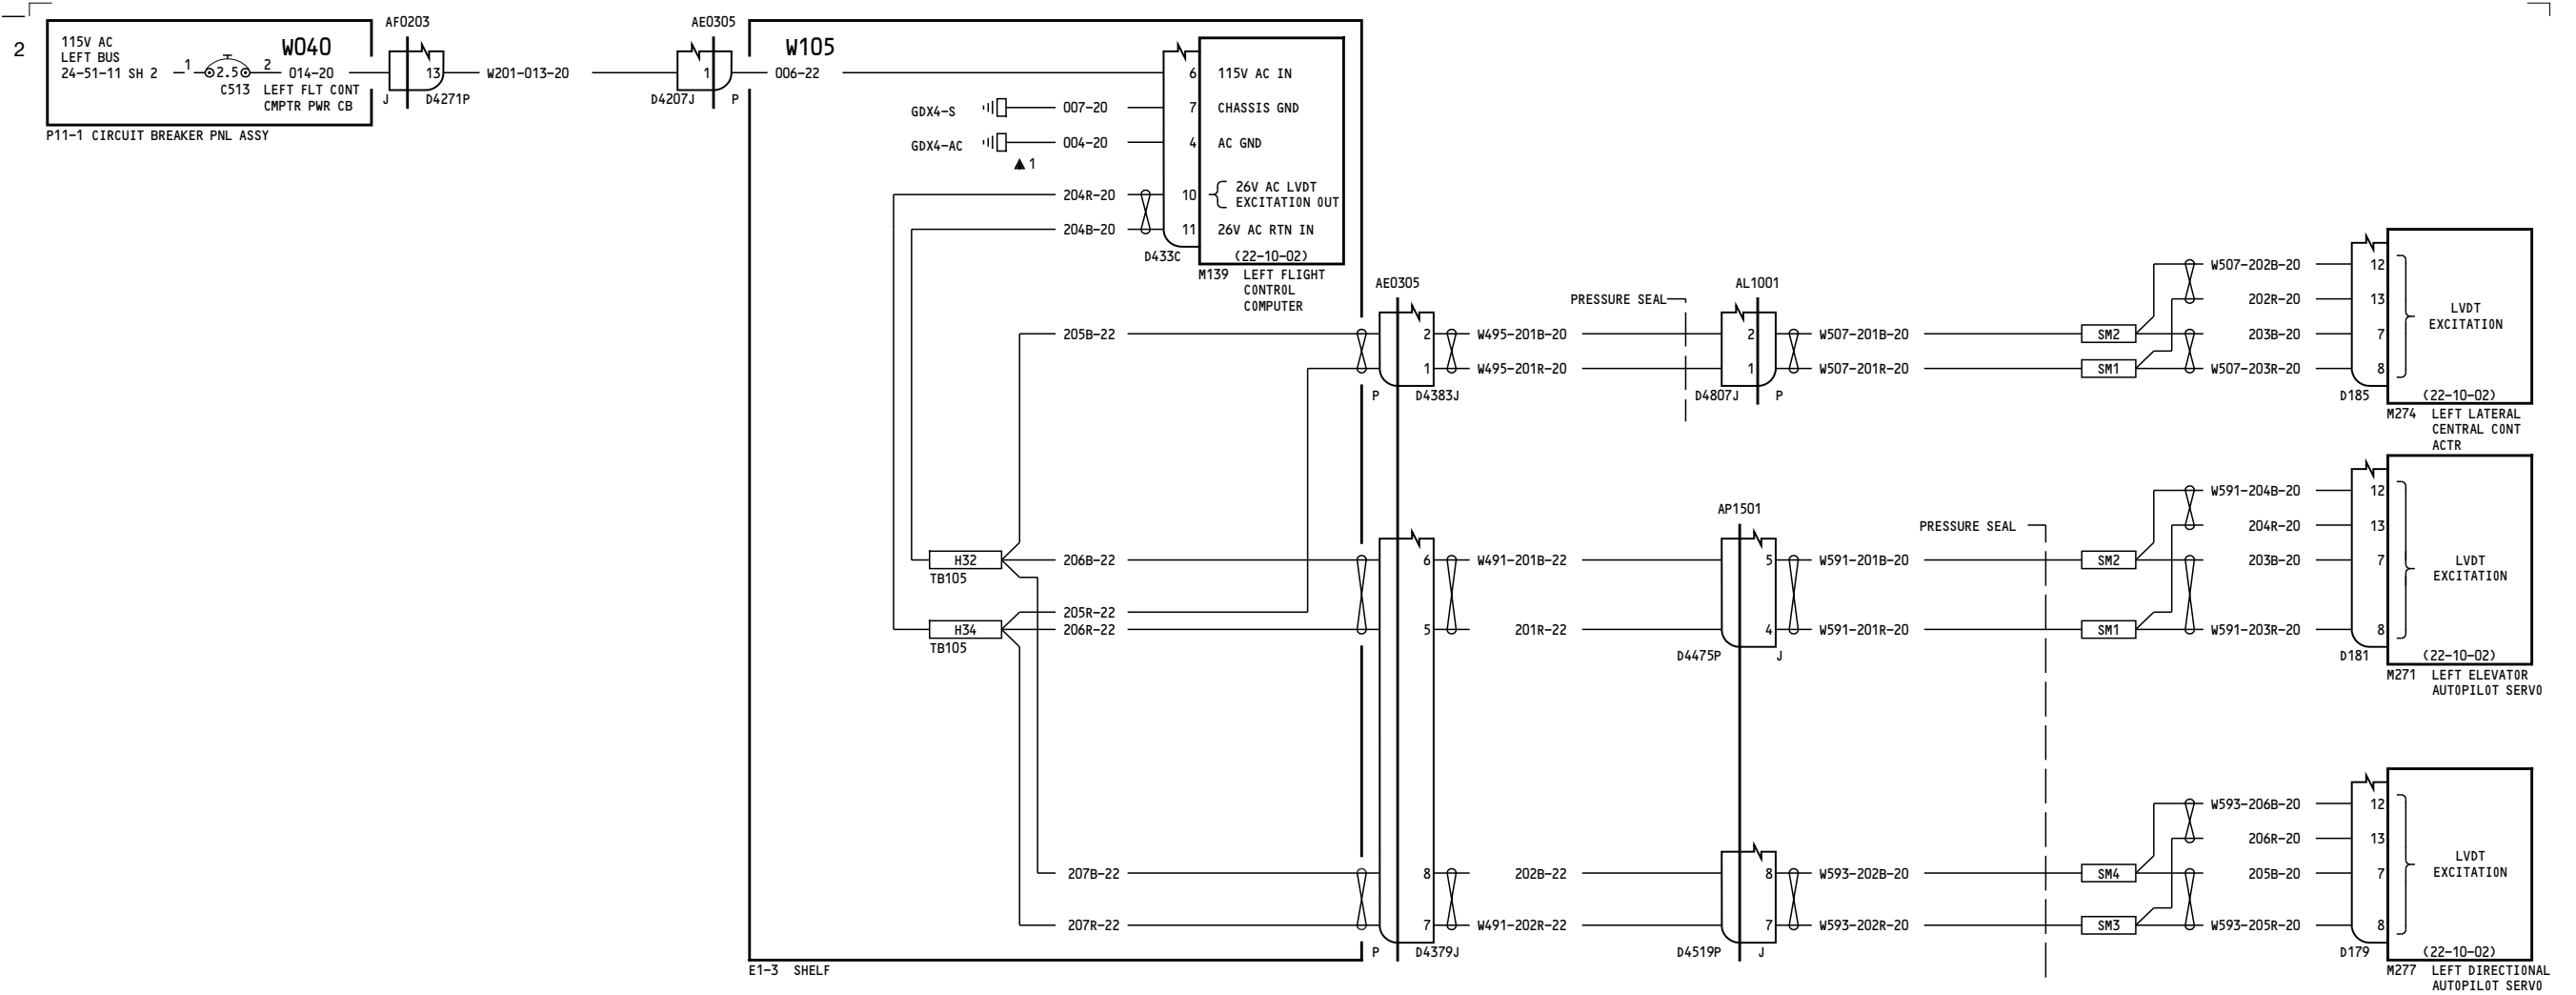 2
115V AC
LEFT BUS
24-51-11 SH 2
1
2.5
2
C513
W040
014-20
LEFT FLT CONT
CMPTR PWR CB
P11-1 CIRCUIT BREAKER PNL ASSY
AF0203
13
J
D4271P
W201-013-20
AE0305
1
D4207J
P
W105
006-22
6
115V AC IN
GDX4-S
007-20
7
CHASSIS GND
GDX4-AC
004-20
4
AC GND
▲ 1
204R-20
10
26V AC LVDT
EXCITATION OUT
204B-20
11
26V AC RTN IN
D433C
(22-10-02)
M139
LEFT FLIGHT
CONTROL
COMPUTER
205B-22
H32
TB105
206B-22
205R-22
H34
TB105
206R-22
207B-22
207R-22
E1-3 SHELF
AE0305
2
W495-201B-20
1
W495-201R-20
P
D4383J
PRESSURE SEAL
AL1001
2
W507-201B-20
1
W507-201R-20
D4807J
P
SM2
SM1
W507-202B-20
12
202R-20
13
203B-20
7
W507-203R-20
8
LVDT
EXCITATION
D185
(22-10-02)
M274
LEFT LATERAL
CENTRAL CONT
ACTR
6
W491-201B-22
5
201R-22
AP1501
5
W591-201B-20
4
W591-201R-20
D4475P
J
PRESSURE SEAL
SM2
SM1
W591-204B-20
12
204R-20
13
203B-20
7
W591-203R-20
8
LVDT
EXCITATION
D181
(22-10-02)
M271
LEFT ELEVATOR
AUTOPILOT SERVO
8
202B-22
7
W491-202R-22
P
D4379J
8
W593-202B-20
7
W593-202R-20
D4519P
J
SM4
SM3
W593-206B-20
12
206R-20
13
205B-20
7
W593-205R-20
8
LVDT
EXCITATION
D179
(22-10-02)
M277
LEFT DIRECTIONAL
AUTOPILOT SERVO